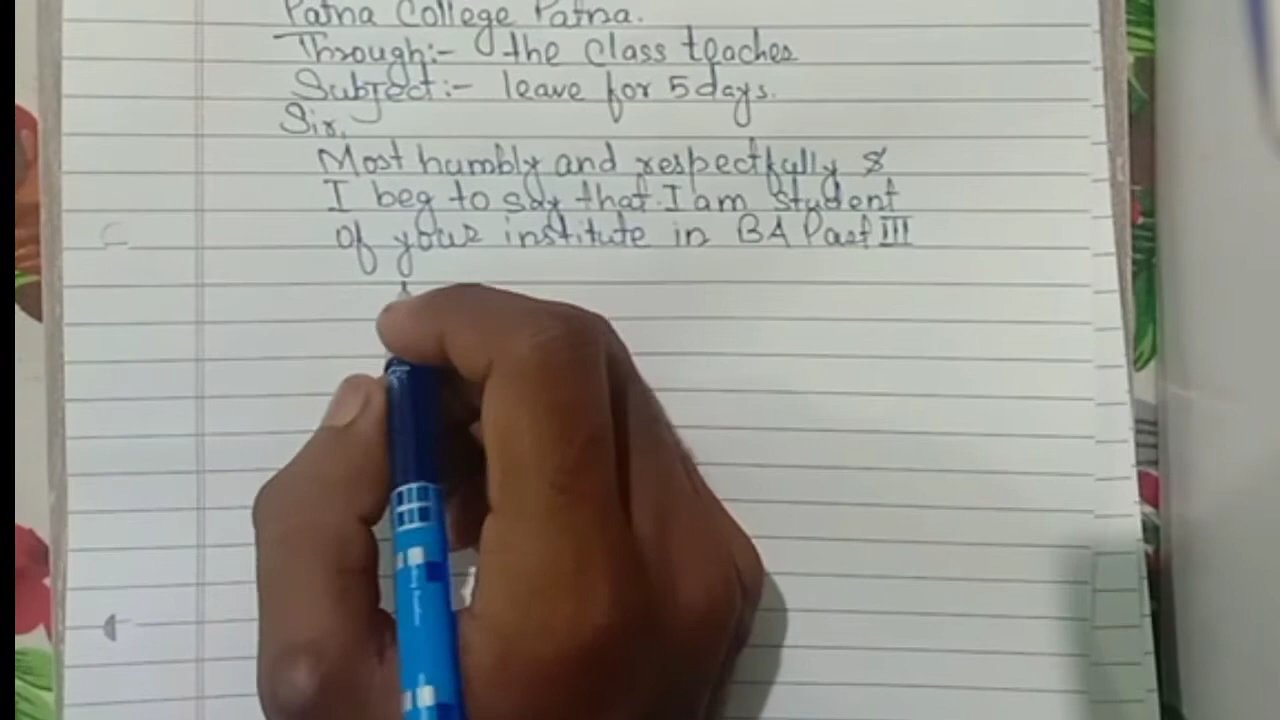 Patna College Patna.
Through:- the class teacher
Subject:- leave for 5 days.
Sir,
Most humbly and respectfully &
I beg to say that I am student
of your institute in BA Part III